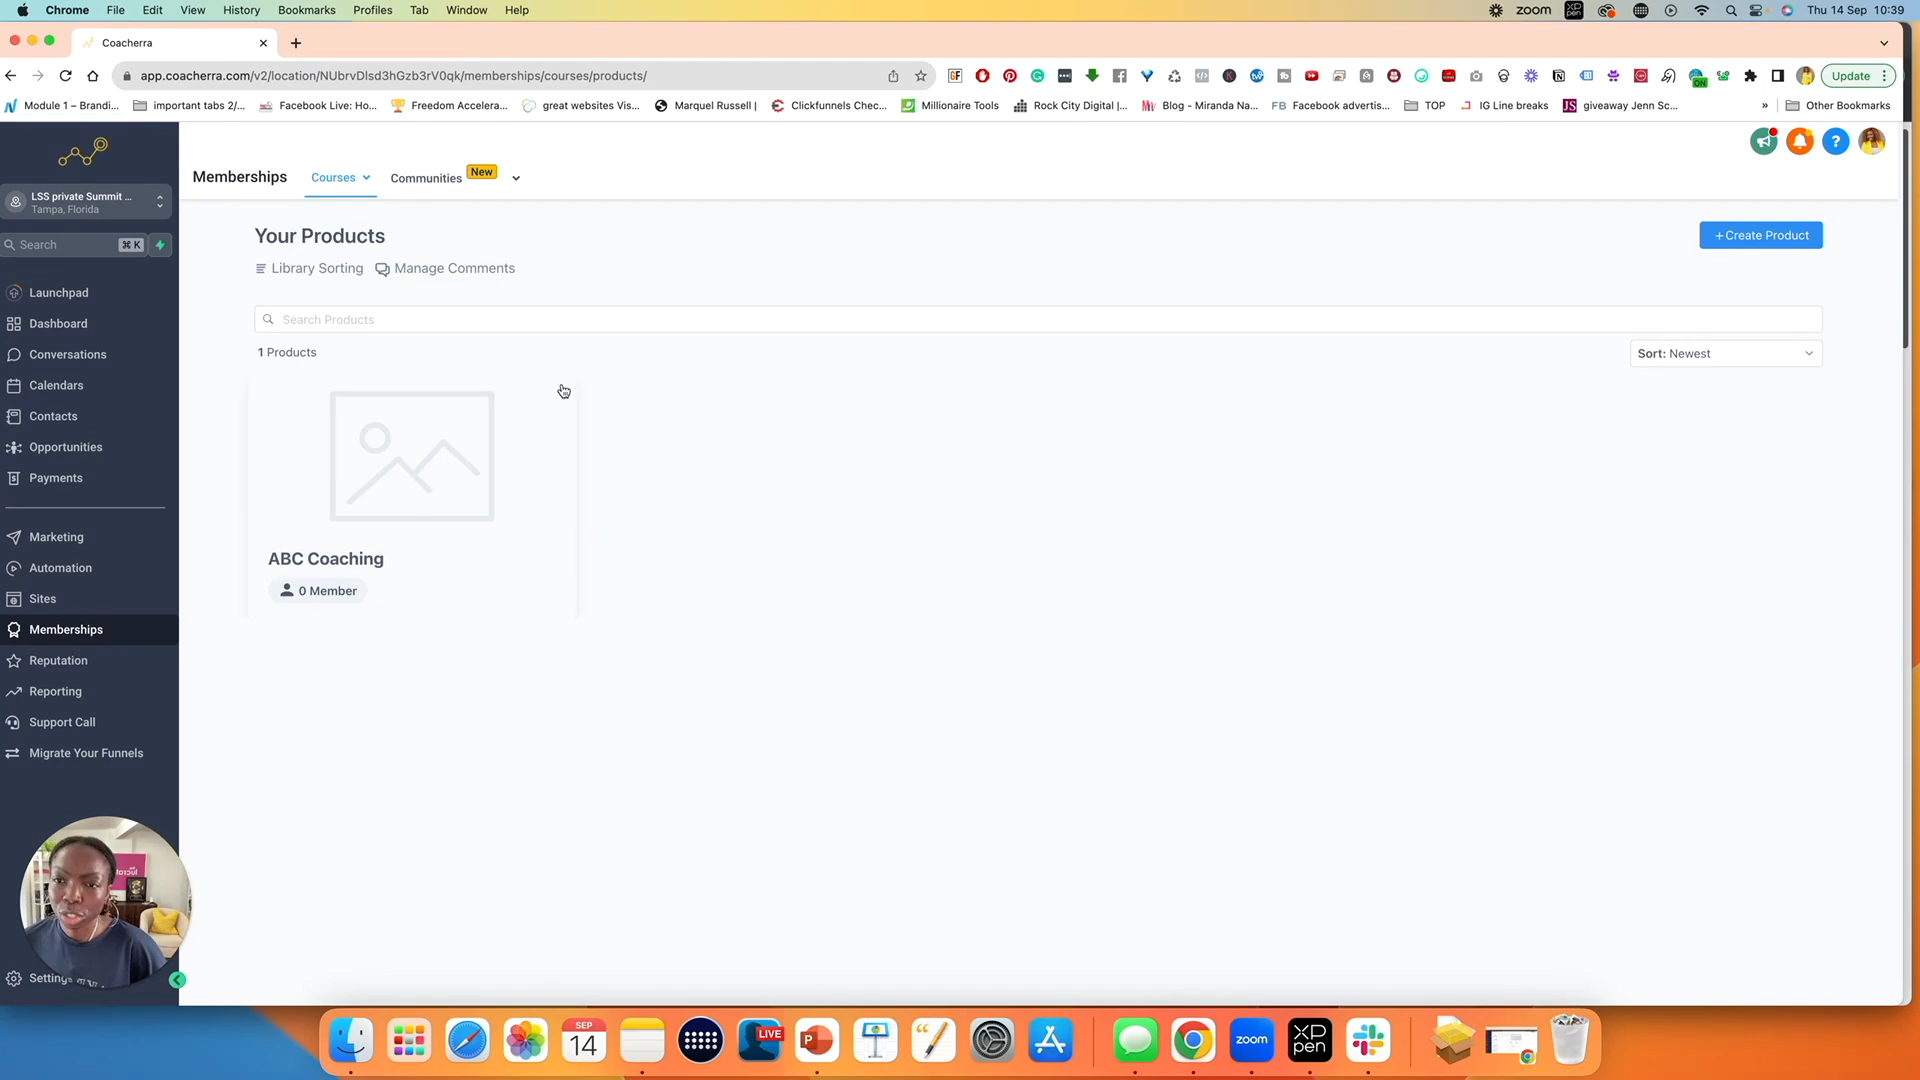 Chrome File Edit View History Bookmarks Profiles Tab Window Help
zoom XP PEN Thu 14 Sep 10:39
Coacherra
app.coacherra.com/v2/location/NUbrvDlsd3hGzb3rV0qk/memberships/courses/products/
Update
Module 1 – Brandi... important tabs 2/... Facebook Live: Ho... Freedom Accelera... great websites Vis... Marquel Russell | Clickfunnels Chec... Millionaire Tools Rock City Digital |... Blog - Miranda Na... FB Facebook advertis... TOP IG Line breaks JS giveaway Jenn Sc... » Other Bookmarks
LSS private Summit ...
Tampa, Florida
Search ⌘ K
Launchpad
Dashboard
Conversations
Calendars
Contacts
Opportunities
Payments
Marketing
Automation
Sites
Memberships
Reputation
Reporting
Support Call
Migrate Your Funnels
Memberships Courses Communities New
Your Products
+Create Product
Library Sorting Manage Comments
Search Products
1 Products
Sort: Newest
ABC Coaching
0 Member
SEP
14
LIVE
P
zoom
XP
pen